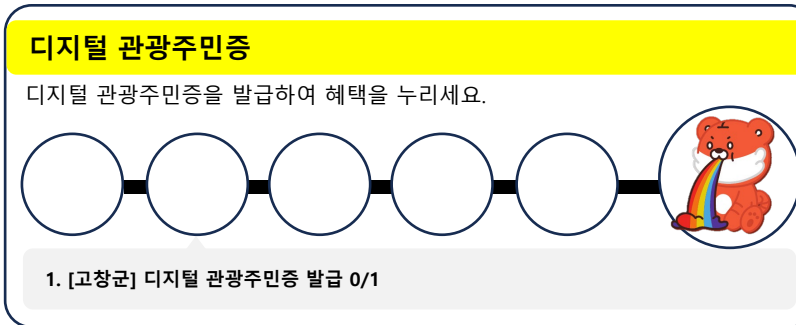 디지털 관광주민증
디지털 관광주민증을 발급하여 혜택을 누리세요.
1. [고창군] 디지털 관광주민증 발급 0/1